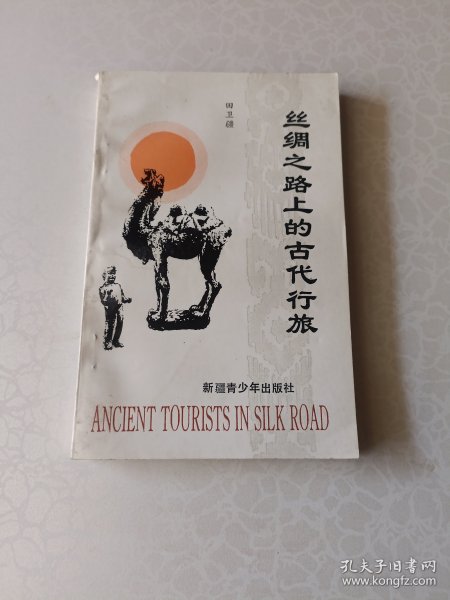 丝绸之路上的古代行旅
田卫疆
新疆青少年出版社
ANCIENT TOURISTS IN SILK ROAD
孔夫子旧书网
www.kongfz.com